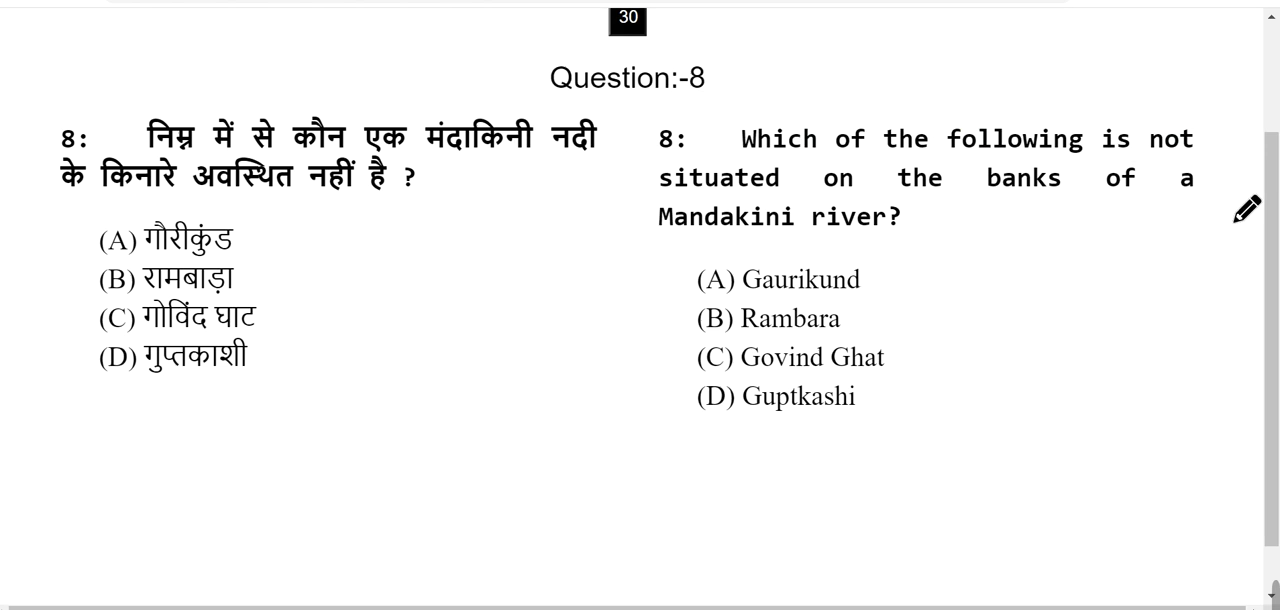 30
Question:-8
8: निम्न में से कौन एक मंदाकिनी नदी
के किनारे अवस्थित नहीं है ?
(A) गौरीकुंड
(B) रामबाड़ा
(C) गोविंद घाट
(D) गुप्तकाशी
8: Which of the following is not
situated on the banks of a
Mandakini river?
(A) Gaurikund
(B) Rambara
(C) Govind Ghat
(D) Guptkashi